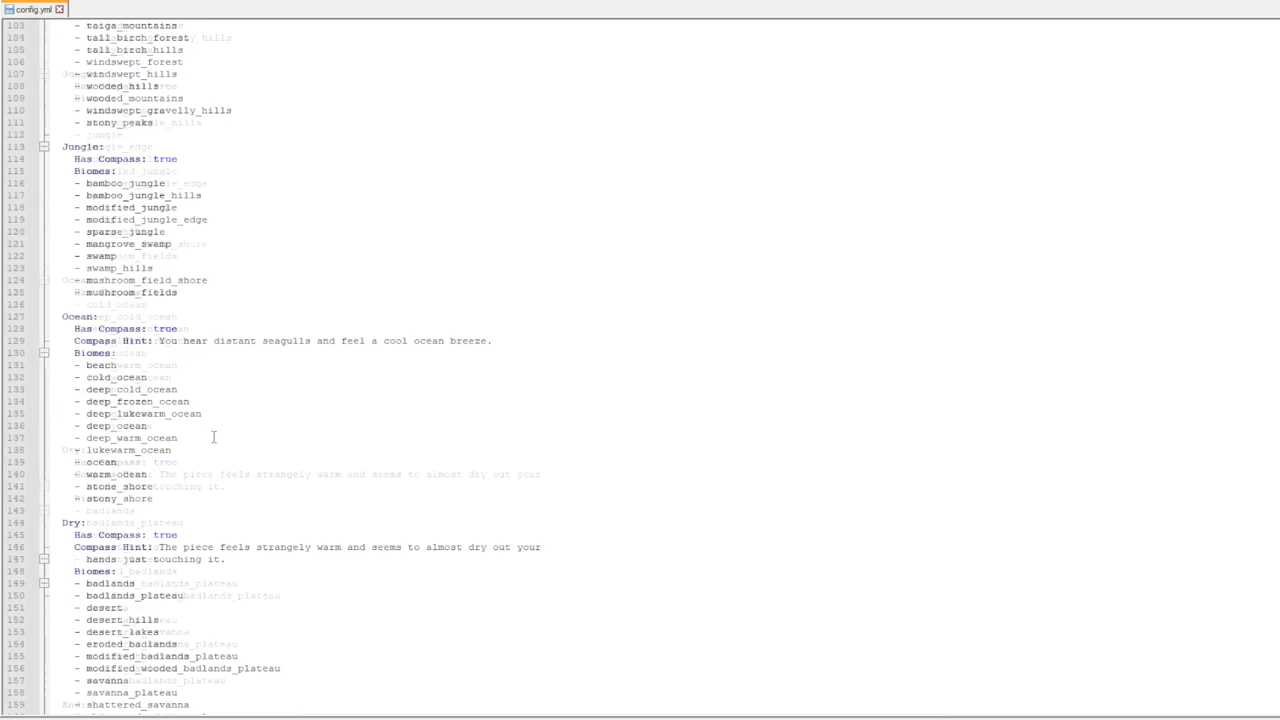 config.yml
103 - taiga_mountains
104 - tall_birch_forest
105 - tall_birch_hills
106 - windswept_forest
107 - windswept_hills
108 - wooded_hills
109 - wooded_mountains
110 - windswept_gravelly_hills
111 - stony_peaks
112
113 Jungle:
114 Has Compass: true
115 Biomes:
116 - bamboo_jungle
117 - bamboo_jungle_hills
118 - modified_jungle
119 - modified_jungle_edge
120 - sparse_jungle
121 - mangrove_swamp
122 - swamp
123 - swamp_hills
124 - mushroom_field_shore
125 - mushroom_fields
126
127 Ocean:
128 Has Compass: true
129 Compass Hint: You hear distant seagulls and feel a cool ocean breeze.
130 Biomes:
131 - beach
132 - cold_ocean
133 - deep_cold_ocean
134 - deep_frozen_ocean
135 - deep_lukewarm_ocean
136 - deep_ocean
137 - deep_warm_ocean
138 - lukewarm_ocean
139 - ocean
140 - warm_ocean
141 - stone_shore
142 - stony_shore
143
144 Dry:
145 Has Compass: true
146 Compass Hint: The piece feels strangely warm and seems to almost dry out your
147 hands just touching it.
148 Biomes:
149 - badlands
150 - badlands_plateau
151 - desert
152 - desert_hills
153 - desert_lakes
154 - eroded_badlands
155 - modified_badlands_plateau
156 - modified_wooded_badlands_plateau
157 - savanna
158 - savanna_plateau
159 - shattered_savanna